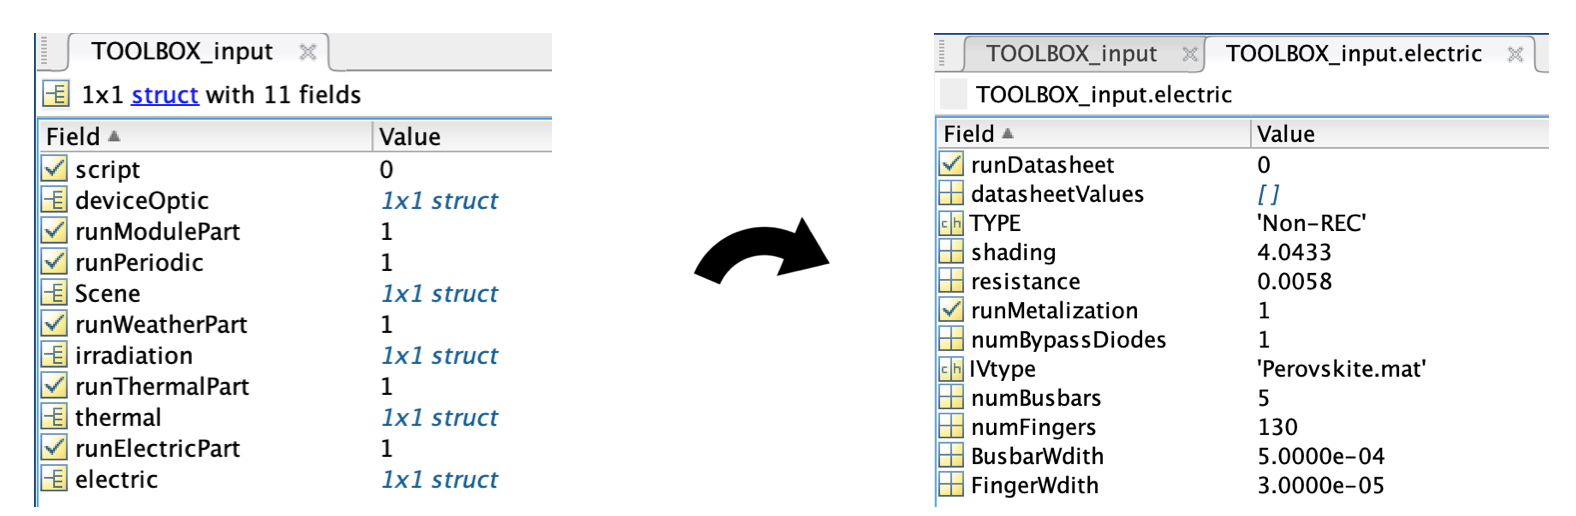 TOOLBOX_input
1x1 struct with 11 fields
Field Value
script 0
deviceOptic 1x1 struct
runModulePart 1
runPeriodic 1
Scene 1x1 struct
runWeatherPart 1
irradiation 1x1 struct
runThermalPart 1
thermal 1x1 struct
runElectricPart 1
electric 1x1 struct
TOOLBOX_input TOOLBOX_input.electric
TOOLBOX_input.electric
Field Value
runDatasheet 0
datasheetValues []
ch TYPE 'Non-REC'
shading 4.0433
resistance 0.0058
runMetalization 1
numBypassDiodes 1
ch IVtype 'Perovskite.mat'
numBusbars 5
numFingers 130
BusbarWdith 5.0000e-04
FingerWdith 3.0000e-05